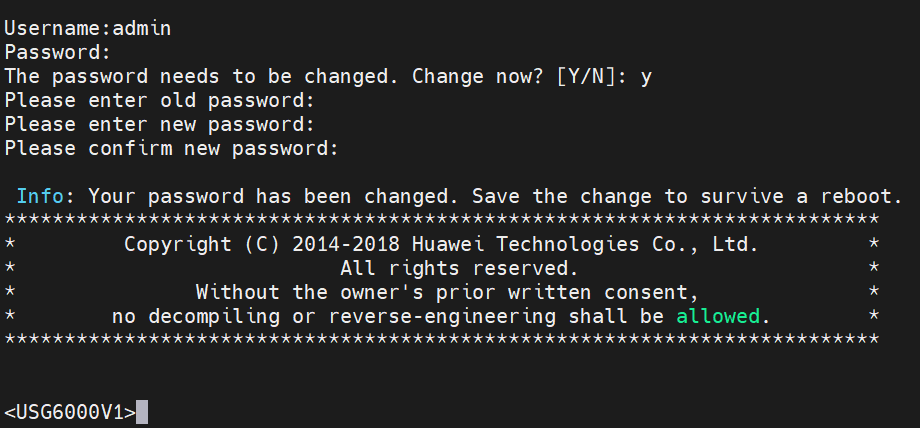 Username:admin
Password:
The password needs to be changed. Change now? [Y/N]: y
Please enter old password:
Please enter new password:
Please confirm new password:

 Info: Your password has been changed. Save the change to survive a reboot.
*************************************************************************
*         Copyright (C) 2014-2018 Huawei Technologies Co., Ltd.         *
*                           All rights reserved.                        *
*               Without the owner's prior written consent,              *
*        no decompiling or reverse-engineering shall be allowed.        *
*************************************************************************

<USG6000V1>